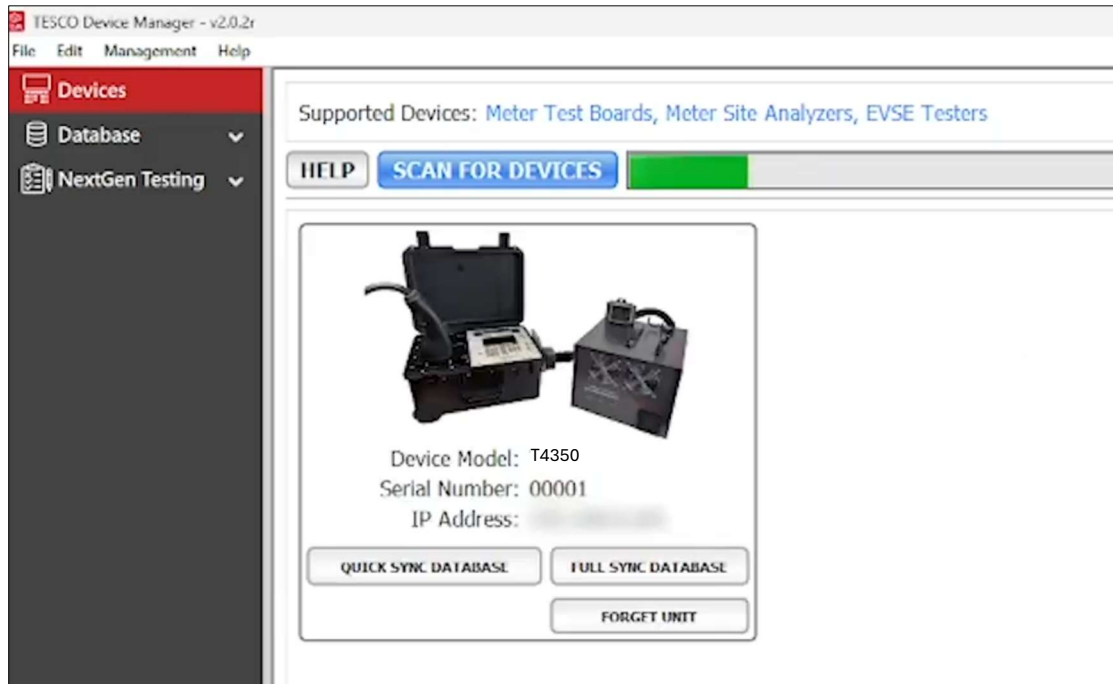 TESCO Device Manager - v2.0.2r
File Edit Management Help
Devices
Database
NextGen Testing
Supported Devices: Meter Test Boards, Meter Site Analyzers, EVSE Testers
HELP SCAN FOR DEVICES
Device Model: T4350
Serial Number: 00001
IP Address:
QUICK SYNC DATABASE FULL SYNC DATABASE
FORGET UNIT